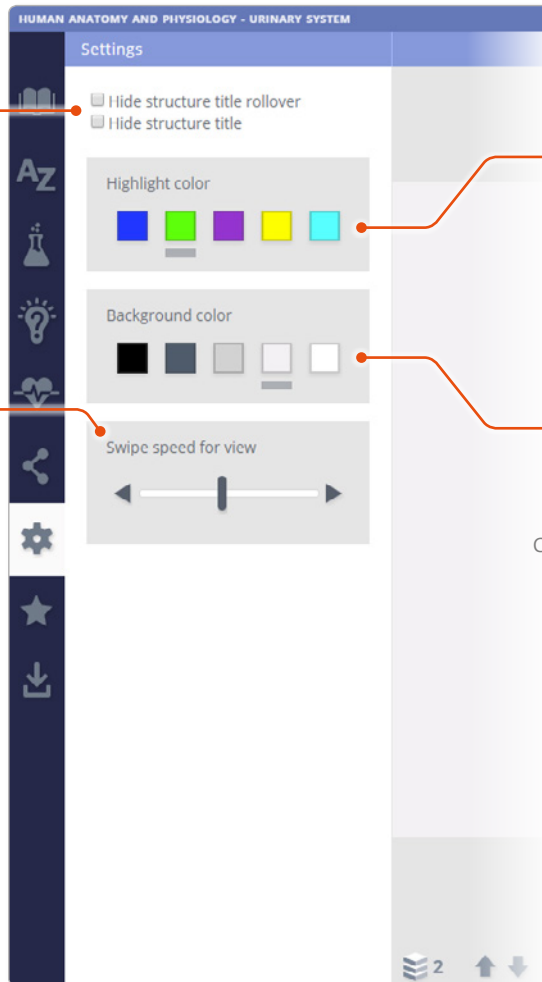 HUMAN ANATOMY AND PHYSIOLOGY - URINARY SYSTEM
Settings
Hide structure title rollover
Hide structure title
AZ
Highlight color
Background color
Swipe speed for view
C
2